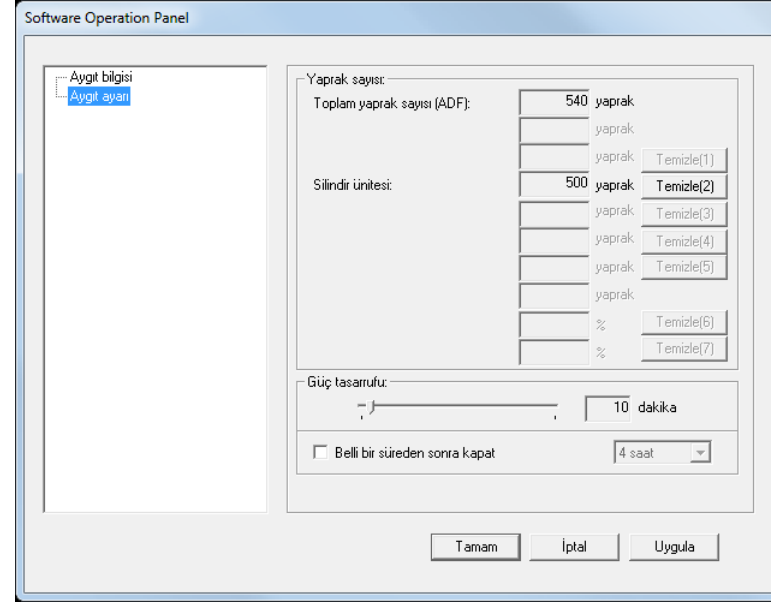 Software Operation Panel
Aygıt bilgisi
Aygıt ayarı
Yaprak sayısı:
Toplam yaprak sayısı (ADF): 540 yaprak
yaprak
yaprak Temizle(1)
Silindir ünitesi: 500 yaprak Temizle(2)
yaprak Temizle(3)
yaprak Temizle(4)
yaprak Temizle(5)
yaprak
% Temizle(6)
% Temizle(7)
Güç tasarrufu:
10 dakika
Belli bir süreden sonra kapat 4 saat
Tamam İptal Uygula